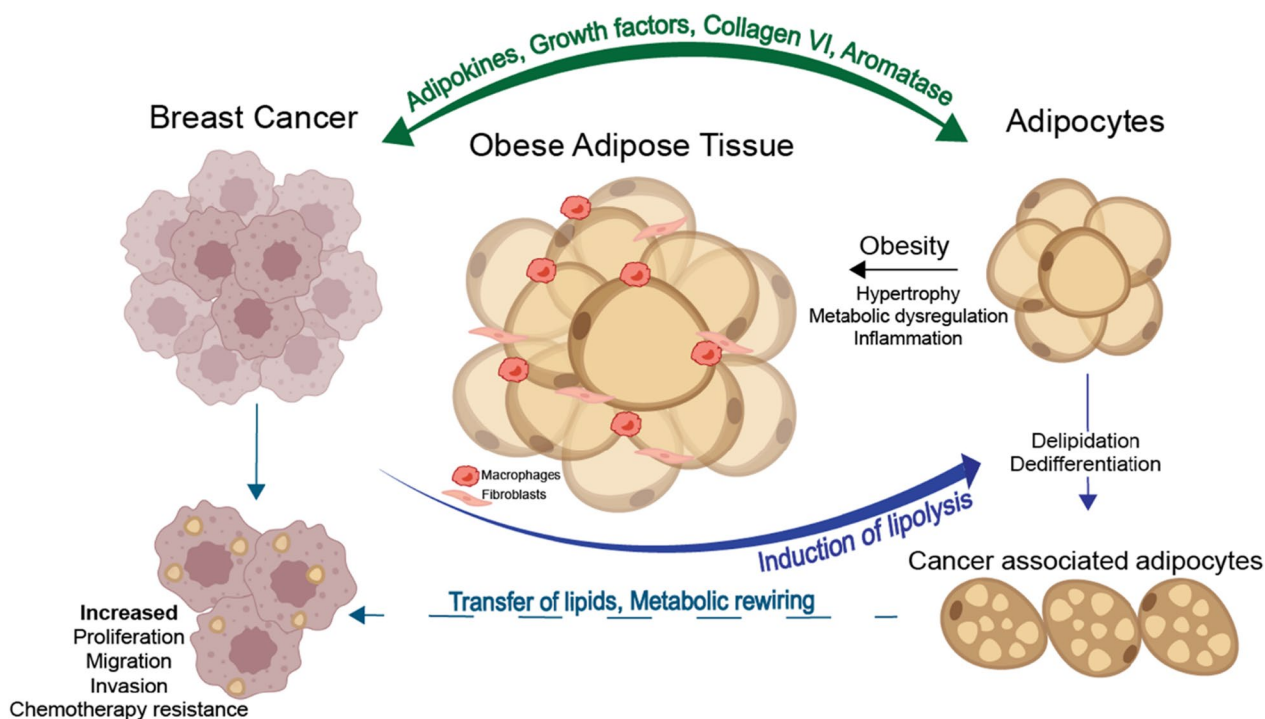 Adipokines, Growth factors, Collagen VI, Aromatase
Breast Cancer
Obese Adipose Tissue
Adipocytes
Obesity
Hypertrophy
Metabolic dysregulation
Inflammation
Delipidation
Dedifferentiation
Macrophages
Fibroblasts
Induction of lipolysis
Cancer associated adipocytes
Transfer of lipids, Metabolic rewiring
Increased
Proliferation
Migration
Invasion
Chemotherapy resistance